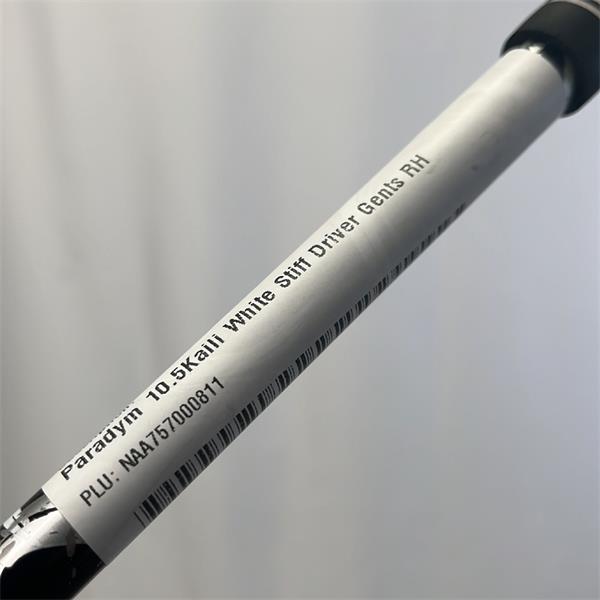 Paradym 10.5Kaili White Stiff Driver Gents RH
PLU: NAA757000811